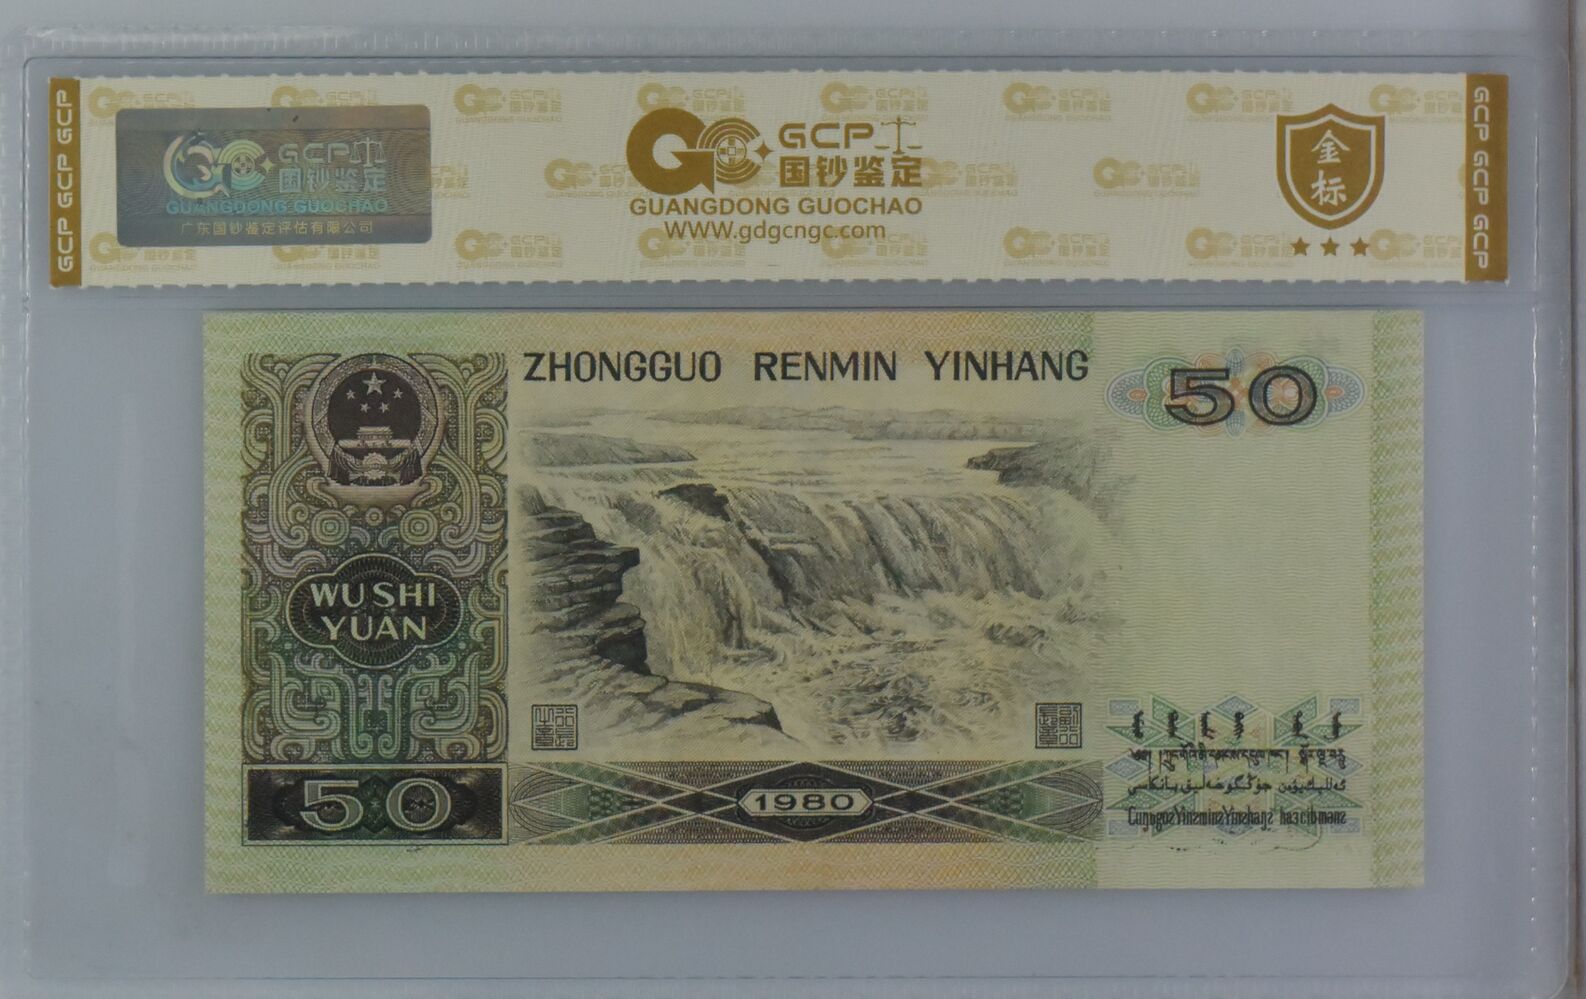 GCP GCP GCP
GCP
国钞鉴定
GUANGDONG GUOCHAO
广东国钞鉴定评估有限公司
GCP
国钞鉴定
GUANGDONG GUOCHAO
WWW.gdgcngc.com
金标
GCP GCP GCP
ZHONGGUO RENMIN YINHANG
50
WU SHI
YUAN
50
1980